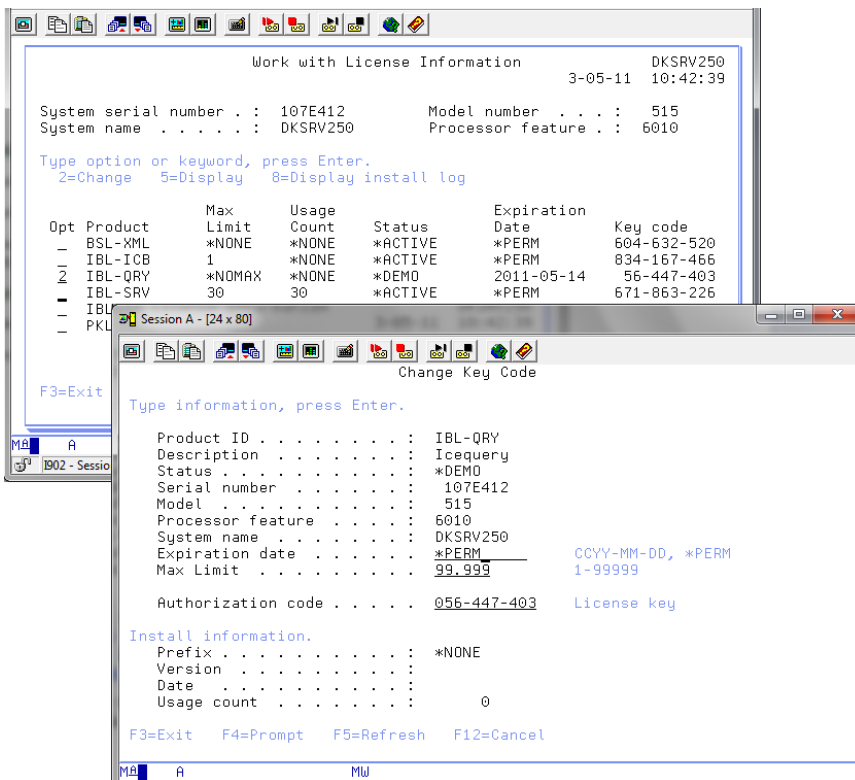 Work with License Information DKSRV250
3-05-11 10:42:39
System serial number . : 107E412 Model number . . . : 515
System name . . . . . : DKSRV250 Processor feature . : 6010
Type option or keyword, press Enter.
2=Change 5=Display 8=Display install log
Max Usage Expiration
Opt Product Limit Count Status Date Key code
_ BSL-XML *NONE *NONE *ACTIVE *PERM 604-632-520
_ IBL-ICB 1 *NONE *ACTIVE *PERM 834-167-466
2 IBL-QRY *NOMAX *NONE *DEMO 2011-05-14 56-447-403
_ IBL-SRV 30 30 *ACTIVE *PERM 671-863-226
_ IBL
_ PKL
F3=Exit
MA A
I902 - Sessio
Session A - [24 x 80]
Change Key Code
Type information, press Enter.
Product ID . . . . . . . . : IBL-QRY
Description . . . . . . . : Icequery
Status . . . . . . . . . . : *DEMO
Serial number . . . . . . : 107E412
Model . . . . . . . . . . : 515
Processor feature . . . . : 6010
System name . . . . . . . : DKSRV250
Expiration date . . . . . . *PERM CCYY-MM-DD, *PERM
Max Limit . . . . . . . . . 99.999 1-99999
Authorization code . . . . . 056-447-403 License key
Install information.
Prefix . . . . . . . . . . : *NONE
Version . . . . . . . . . :
Date . . . . . . . . . . :
Usage count . . . . . . . : 0
F3=Exit F4=Prompt F5=Refresh F12=Cancel
MA A MW